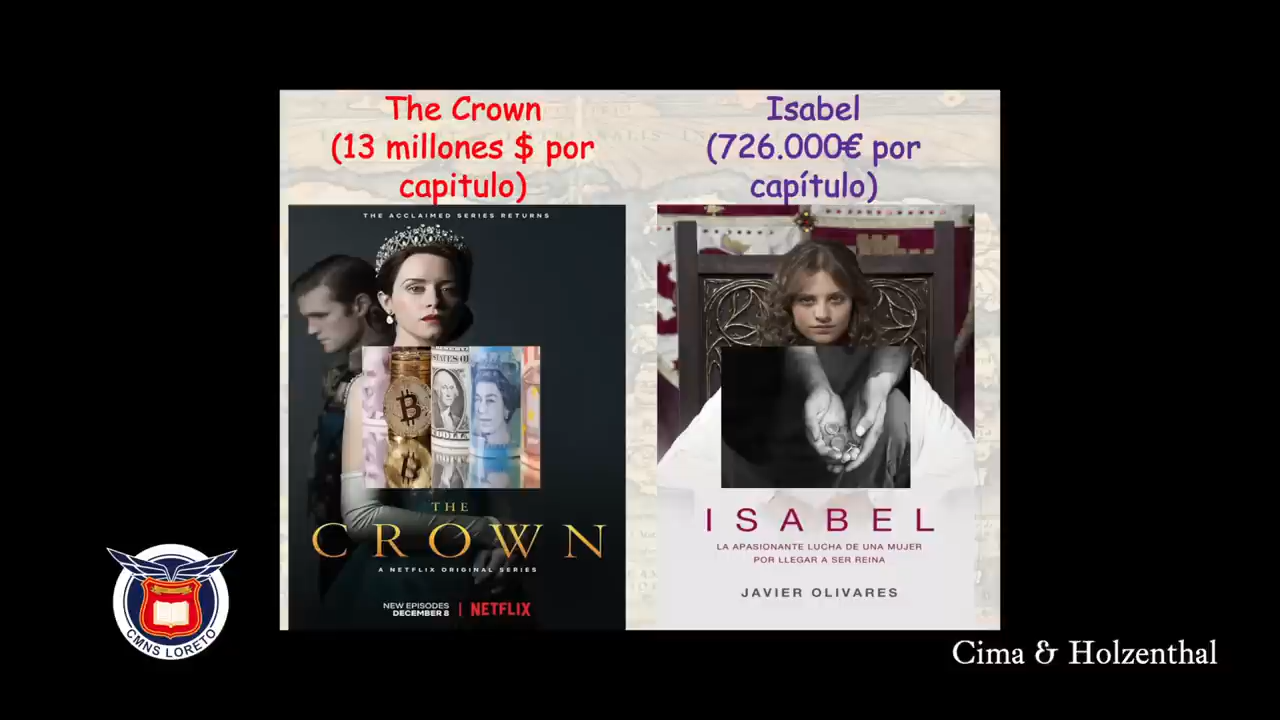 The Crown
(13 millones $ por
capitulo)
Isabel
(726.000€ por
capítulo)
THE ACCLAIMED SERIES RETURNS
THE
CROWN
A NETFLIX ORIGINAL SERIES
NEW EPISODES
DECEMBER 8
NETFLIX
ISABEL
LA APASIONANTE LUCHA DE UNA MUJER
POR LLEGAR A SER REINA
JAVIER OLIVARES
CMNS LORETO
Cima & Holzenthal